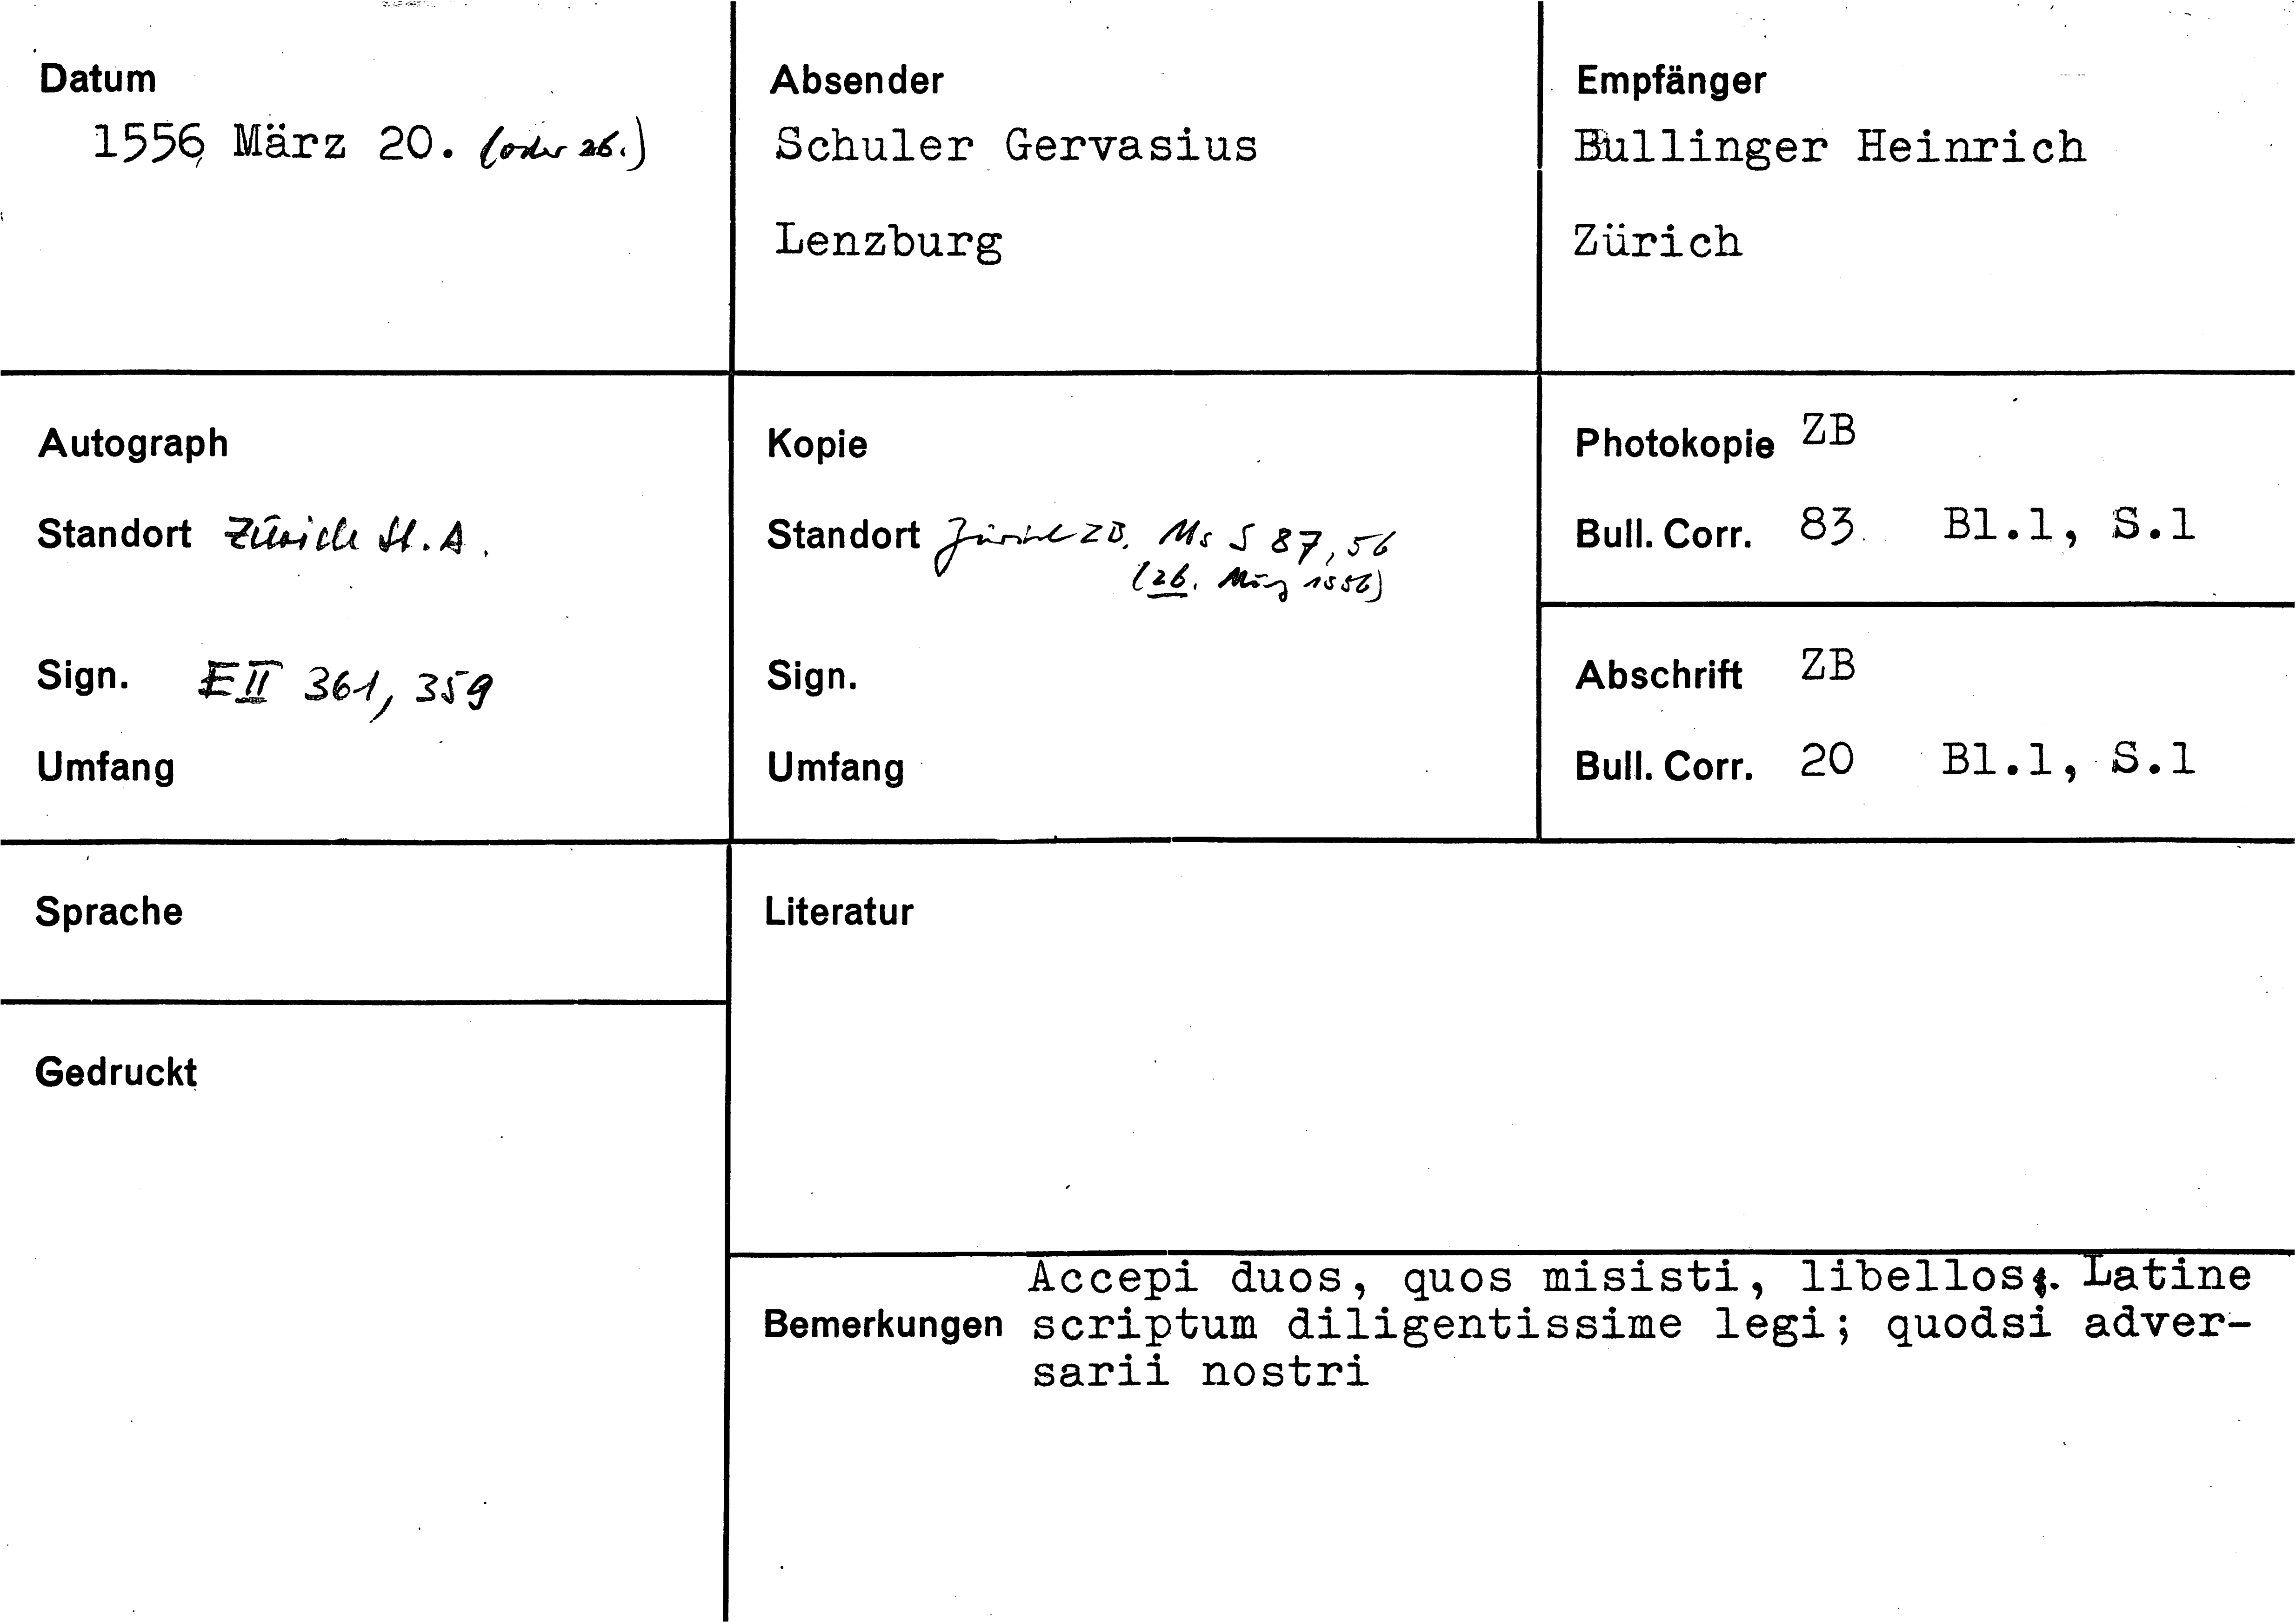 Datum
1556 März 20. (oder 26.)
Absender
Schuler Gervasius
Lenzburg
Empfänger
Bullinger Heinrich
Zürich
Autograph
Standort Zürich St.A.
Sign. E II 361, 359
Umfang
Kopie
Standort Zürich ZB. Ms S 87, 56
(26. März 1556)
Sign.
Umfang
Photokopie ZB
Bull. Corr. 83 Bl.1, S.1
Abschrift ZB
Bull. Corr. 20 Bl.1, S.1
Sprache
Gedruckt
Literatur
Bemerkungen
Accepi duos, quos misisti, libellos. Latine
scriptum diligentissime legi; quodsi adver-
sarii nostri